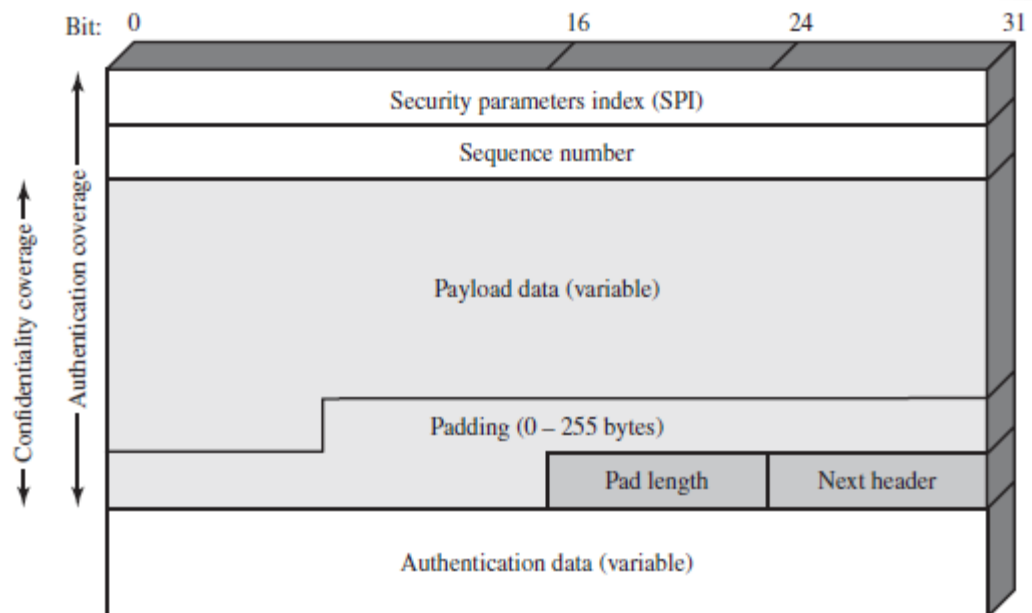 Bit: 0 16 24 31
Security parameters index (SPI)
Sequence number
Payload data (variable)
Padding (0 – 255 bytes)
Pad length Next header
Authentication data (variable)
Confidentiality coverage
Authentication coverage